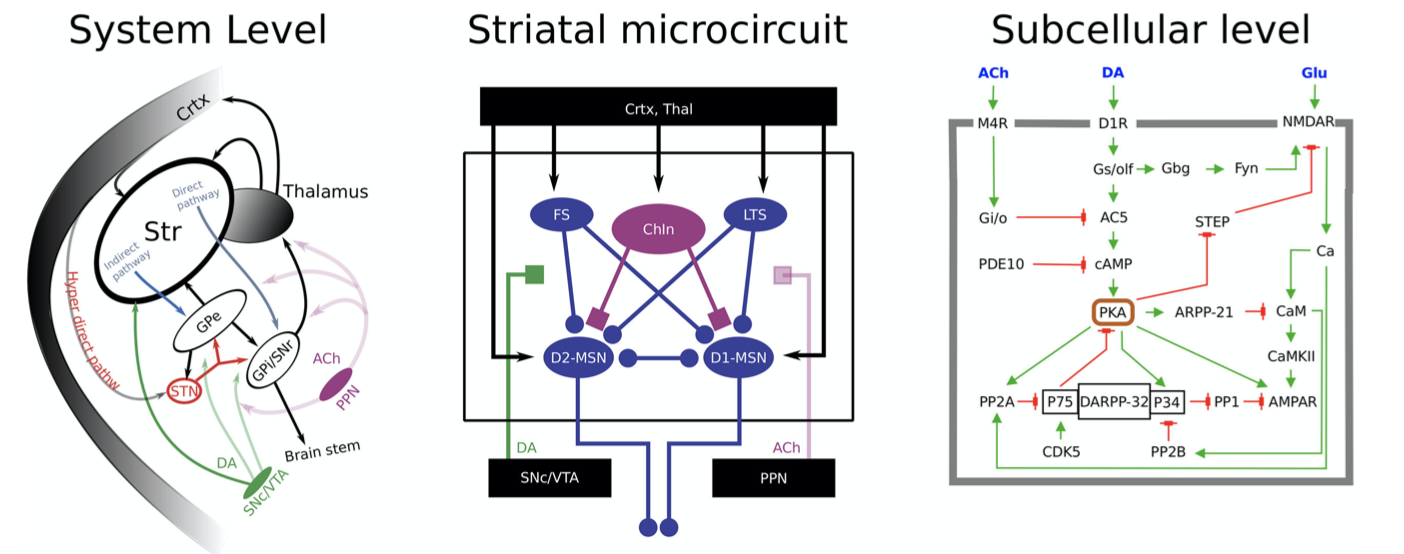 System Level
Crtx
Direct
pathway
Thalamus
Str
Indirect
pathway
Hyper direct pathw
GPe
GPi/SNr
STN
ACh
PPN
Brain stem
DA
SNc/VTA
Striatal microcircuit
Crtx, Thal
FS
ChIn
LTS
D2-MSN
D1-MSN
DA
ACh
SNc/VTA
PPN
Subcellular level
ACh
DA
Glu
M4R
D1R
NMDAR
Gs/olf
Gbg
Fyn
Gi/o
AC5
STEP
PDE10
cAMP
Ca
PKA
ARPP-21
CaM
CaMKII
PP2A
P75
DARPP-32
P34
PP1
AMPAR
CDK5
PP2B